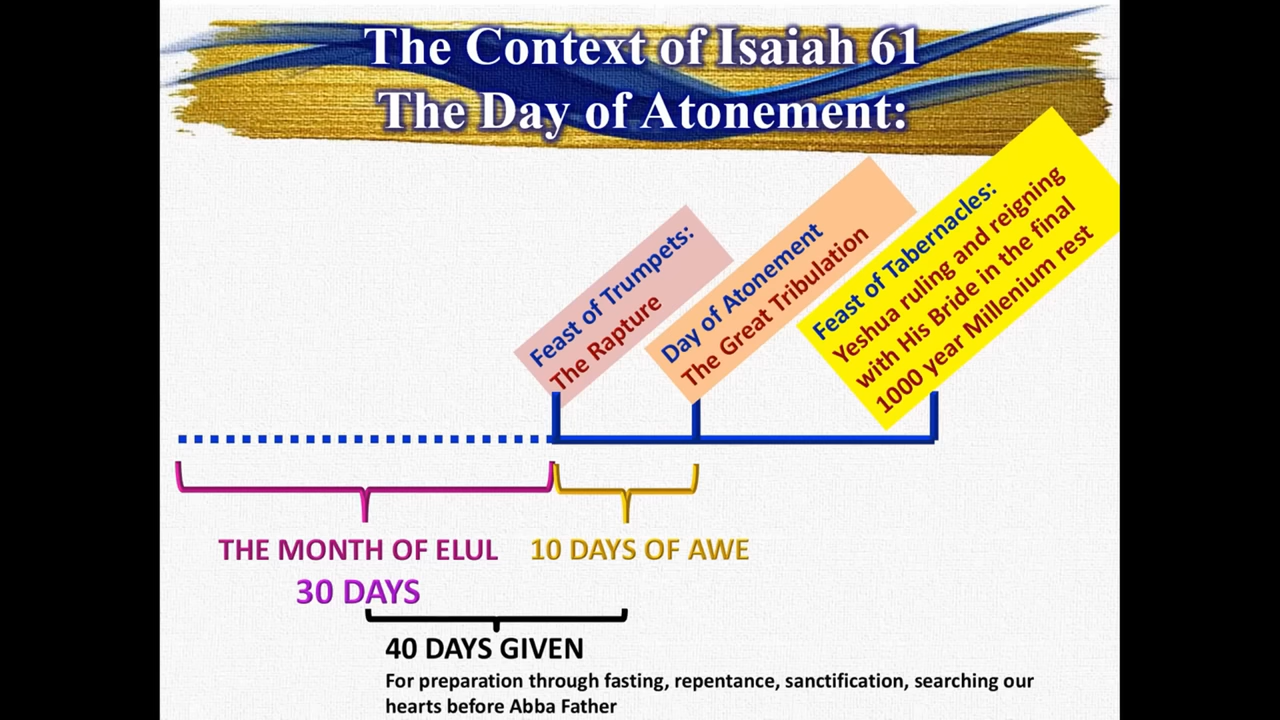 The Context of Isaiah 61
The Day of Atonement:
Feast of Trumpets:
The Rapture
Day of Atonement
The Great Tribulation
Feast of Tabernacles:
Yeshua ruling and reigning
with His Bride in the final
1000 year Millenium rest
THE MONTH OF ELUL
30 DAYS
10 DAYS OF AWE
40 DAYS GIVEN
For preparation through fasting, repentance, sanctification, searching our
hearts before Abba Father